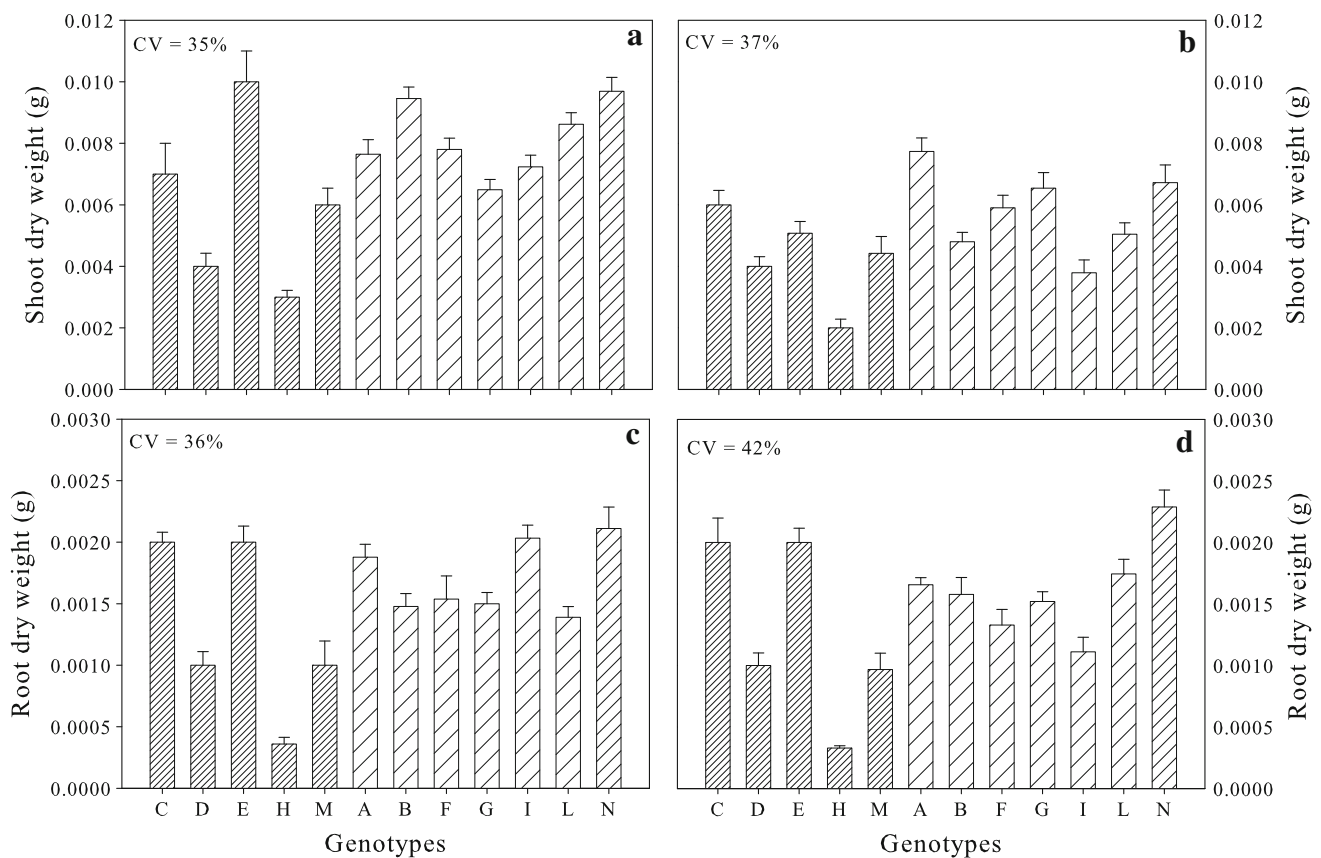 CV = 35%
a
0.012
0.010
0.008
0.006
0.004
0.002
0.000
Shoot dry weight (g)
CV = 37%
b
0.012
0.010
0.008
0.006
0.004
0.002
0.000
Shoot dry weight (g)
CV = 36%
c
0.0030
0.0025
0.0020
0.0015
0.0010
0.0005
0.0000
Root dry weight (g)
C D E H M A B F G I L N
Genotypes
CV = 42%
d
0.0030
0.0025
0.0020
0.0015
0.0010
0.0005
0.0000
Root dry weight (g)
C D E H M A B F G I L N
Genotypes